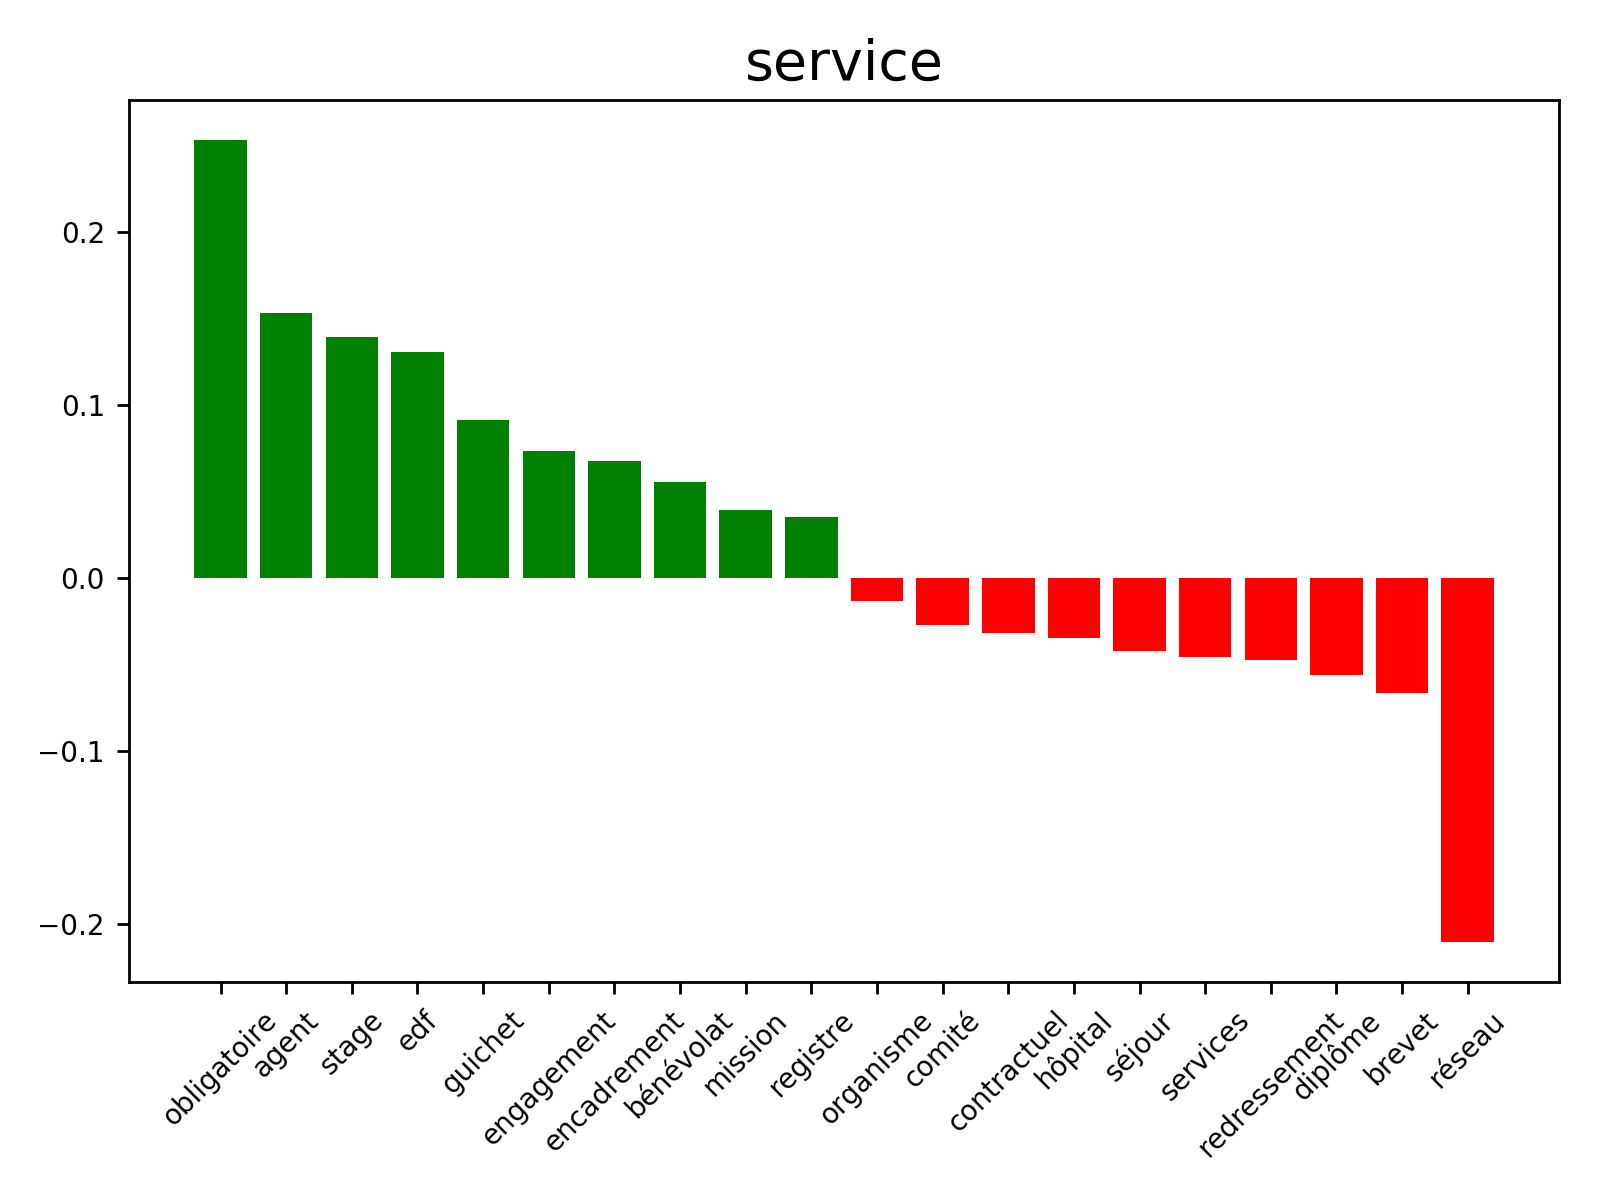 service
0.2
0.1
0.0
−0.1
−0.2
obligatoire
agent
stage
edf
guichet
engagement
encadrement
bénévolat
mission
registre
organisme
comité
contractuel
hôpital
séjour
services
redressement
diplôme
brevet
réseau